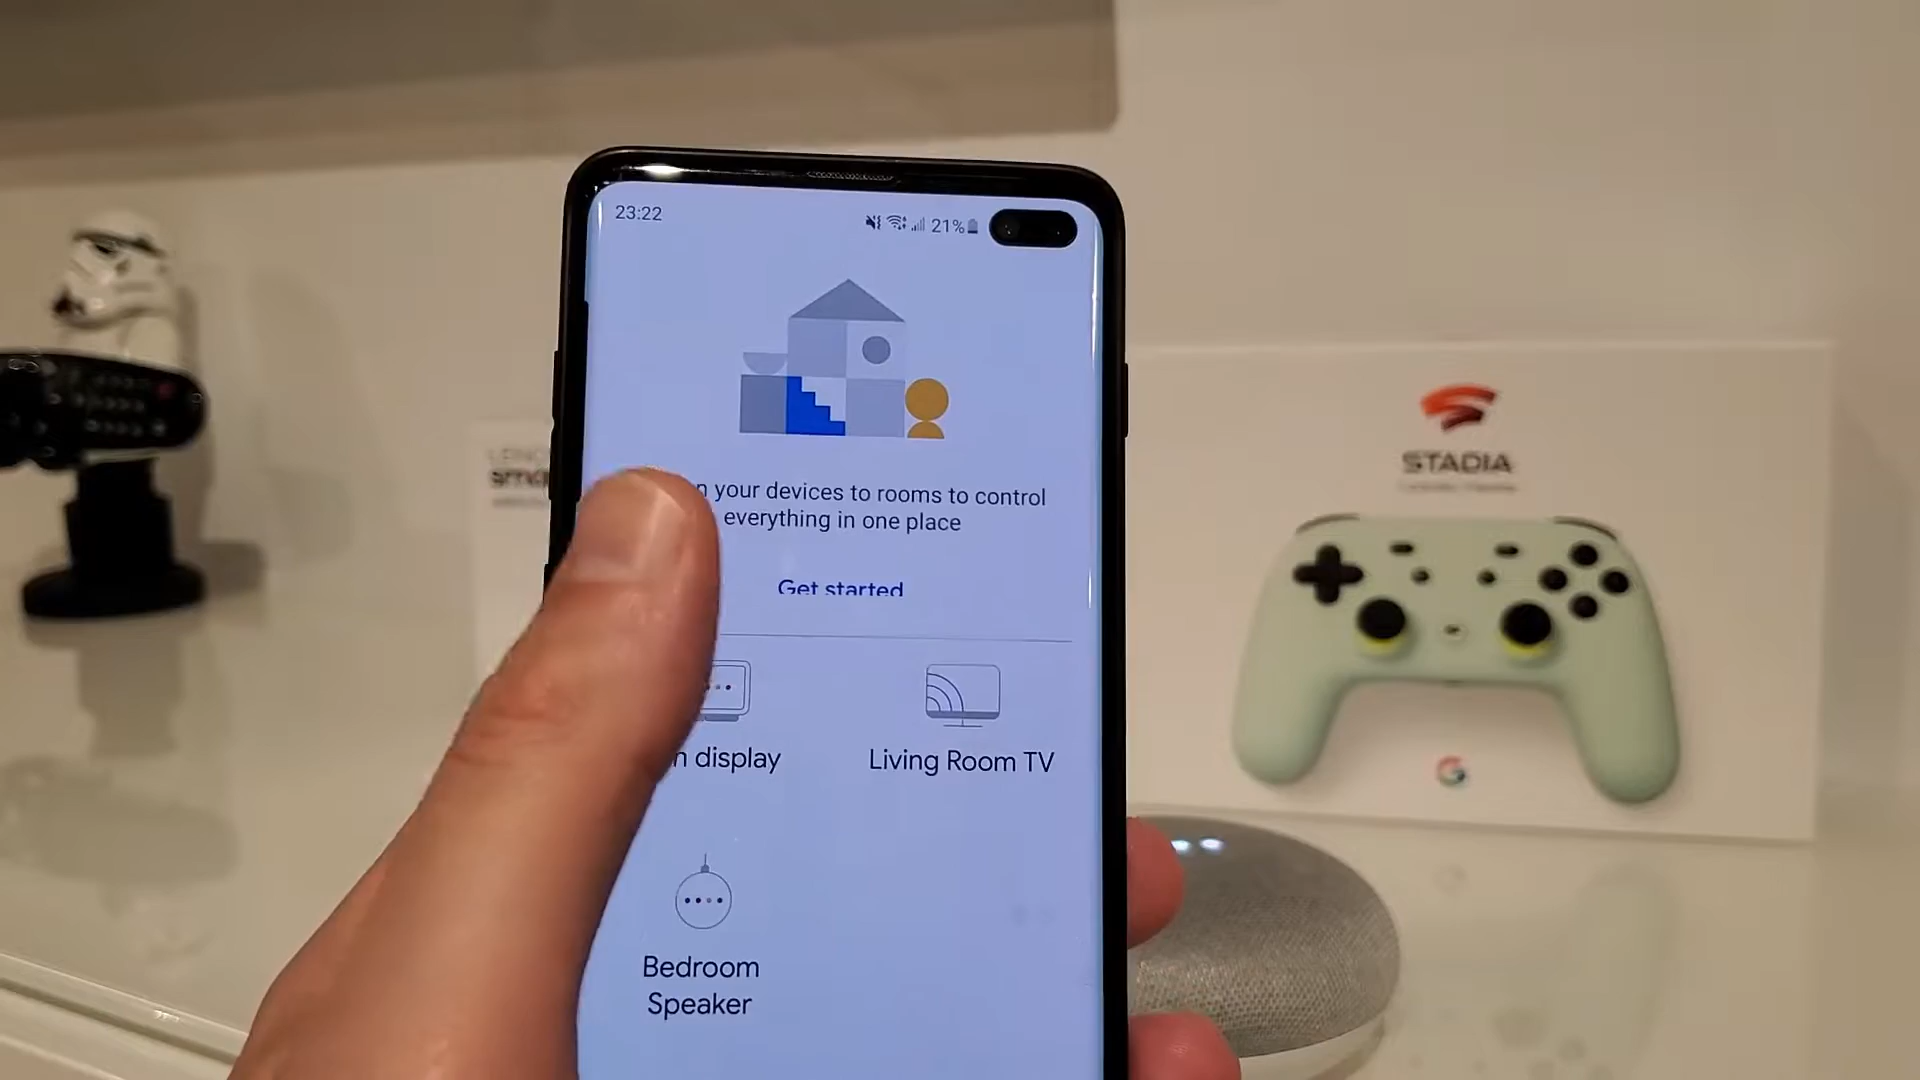 23:22
21%
n your devices to rooms to control
everything in one place
Get started
n display
Living Room TV
Bedroom
Speaker
STADIA
G